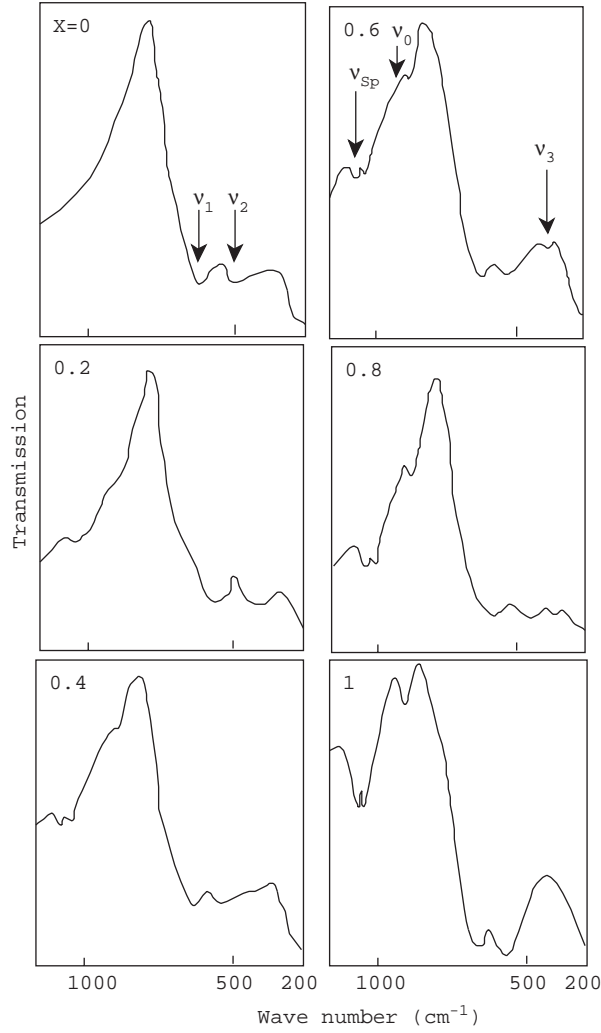 X=0
ν1
ν2
0.6
νSp
ν0
ν3
0.2
0.8
Transmission
0.4
1
1000
500
200
1000
500
200
Wave number (cm⁻¹)